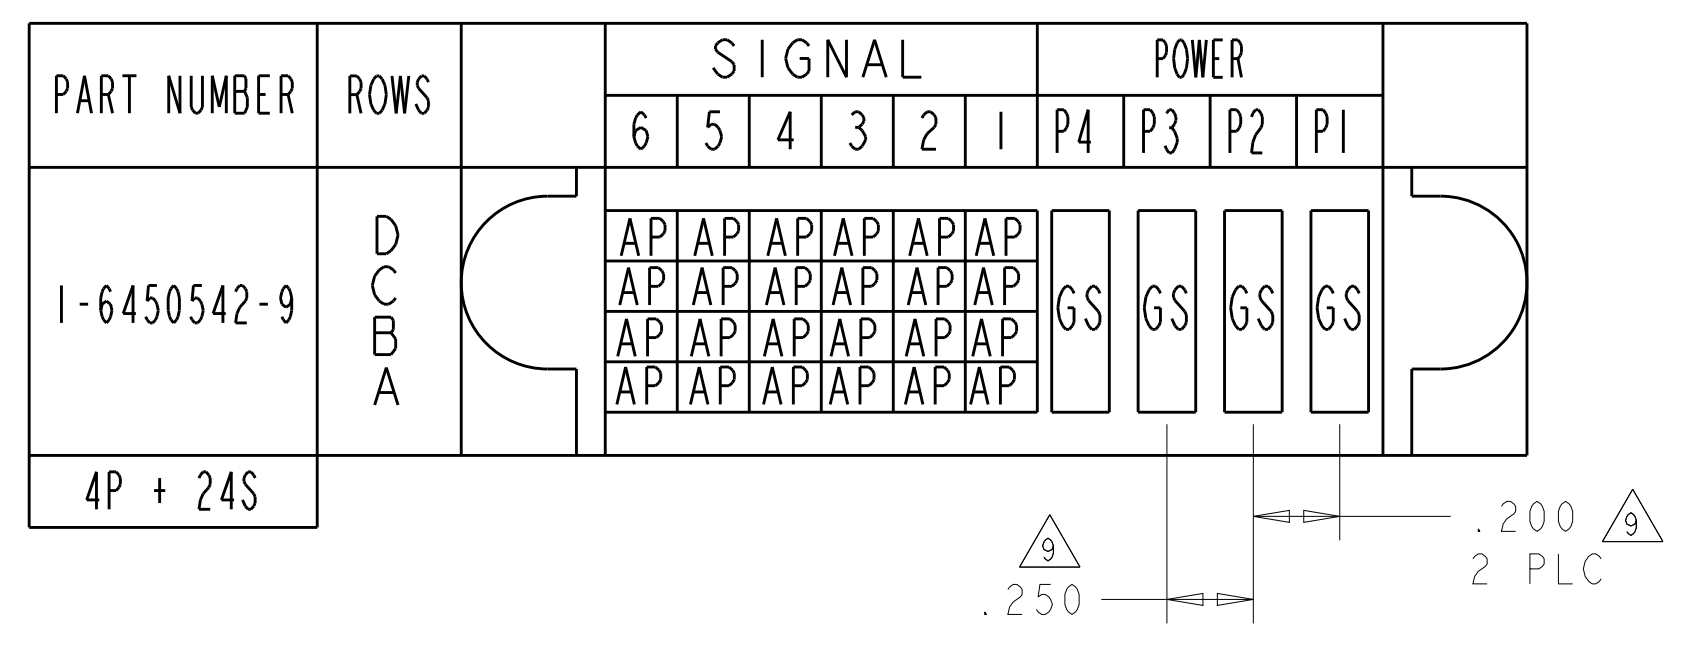 PART NUMBER ROWS SIGNAL POWER
6 5 4 3 2 1 P4 P3 P2 P1
D AP AP AP AP AP AP
C AP AP AP AP AP AP
1-6450542-9 GS GS GS GS
B AP AP AP AP AP AP
A AP AP AP AP AP AP
4P + 24S
.200 9
2 PLC
9
.250